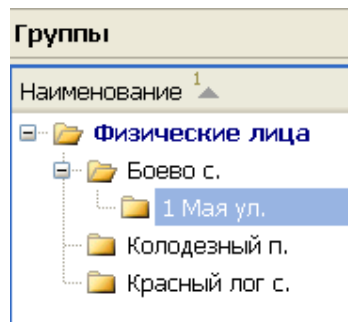 Группы
Наименование 1
Физические лица
Боево с.
1 Мая ул.
Колодезный п.
Красный лог с.